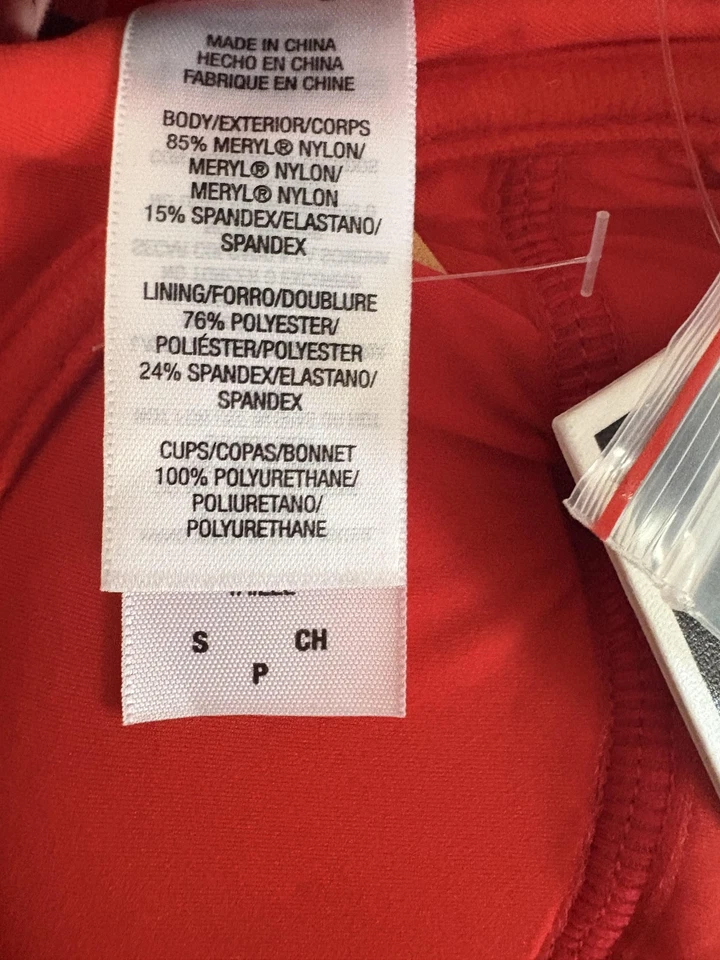 MADE IN CHINA
HECHO EN CHINA
FABRIQUE EN CHINE
BODY/EXTERIOR/CORPS
85% MERYL® NYLON/
MERYL® NYLON/
MERYL® NYLON
15% SPANDEX/ELASTANO/
SPANDEX
LINING/FORRO/DOUBLURE
76% POLYESTER/
POLIÉSTER/POLYESTER
24% SPANDEX/ELASTANO/
SPANDEX
CUPS/COPAS/BONNET
100% POLYURETHANE/
POLIURETANO/
POLYURETHANE
S CH
P